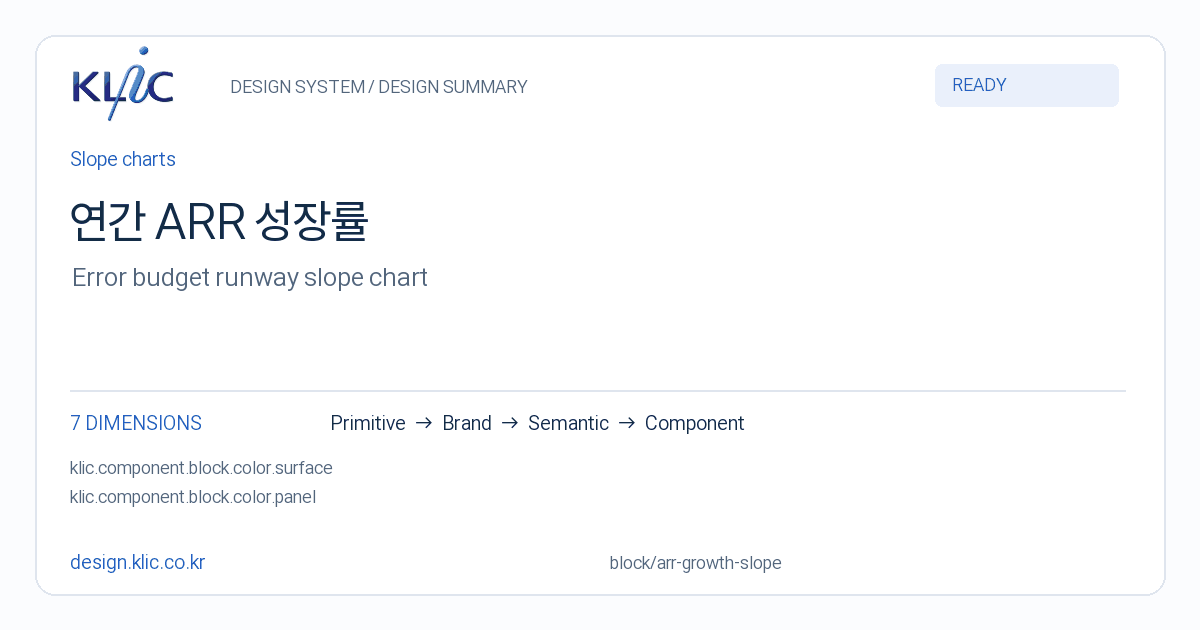 KLIC
DESIGN SYSTEM / DESIGN SUMMARY
READY
Slope charts
연간 ARR 성장률
Error budget runway slope chart
7 DIMENSIONS
Primitive → Brand → Semantic → Component
klic.component.block.color.surface
klic.component.block.color.panel
design.klic.co.kr
block/arr-growth-slope